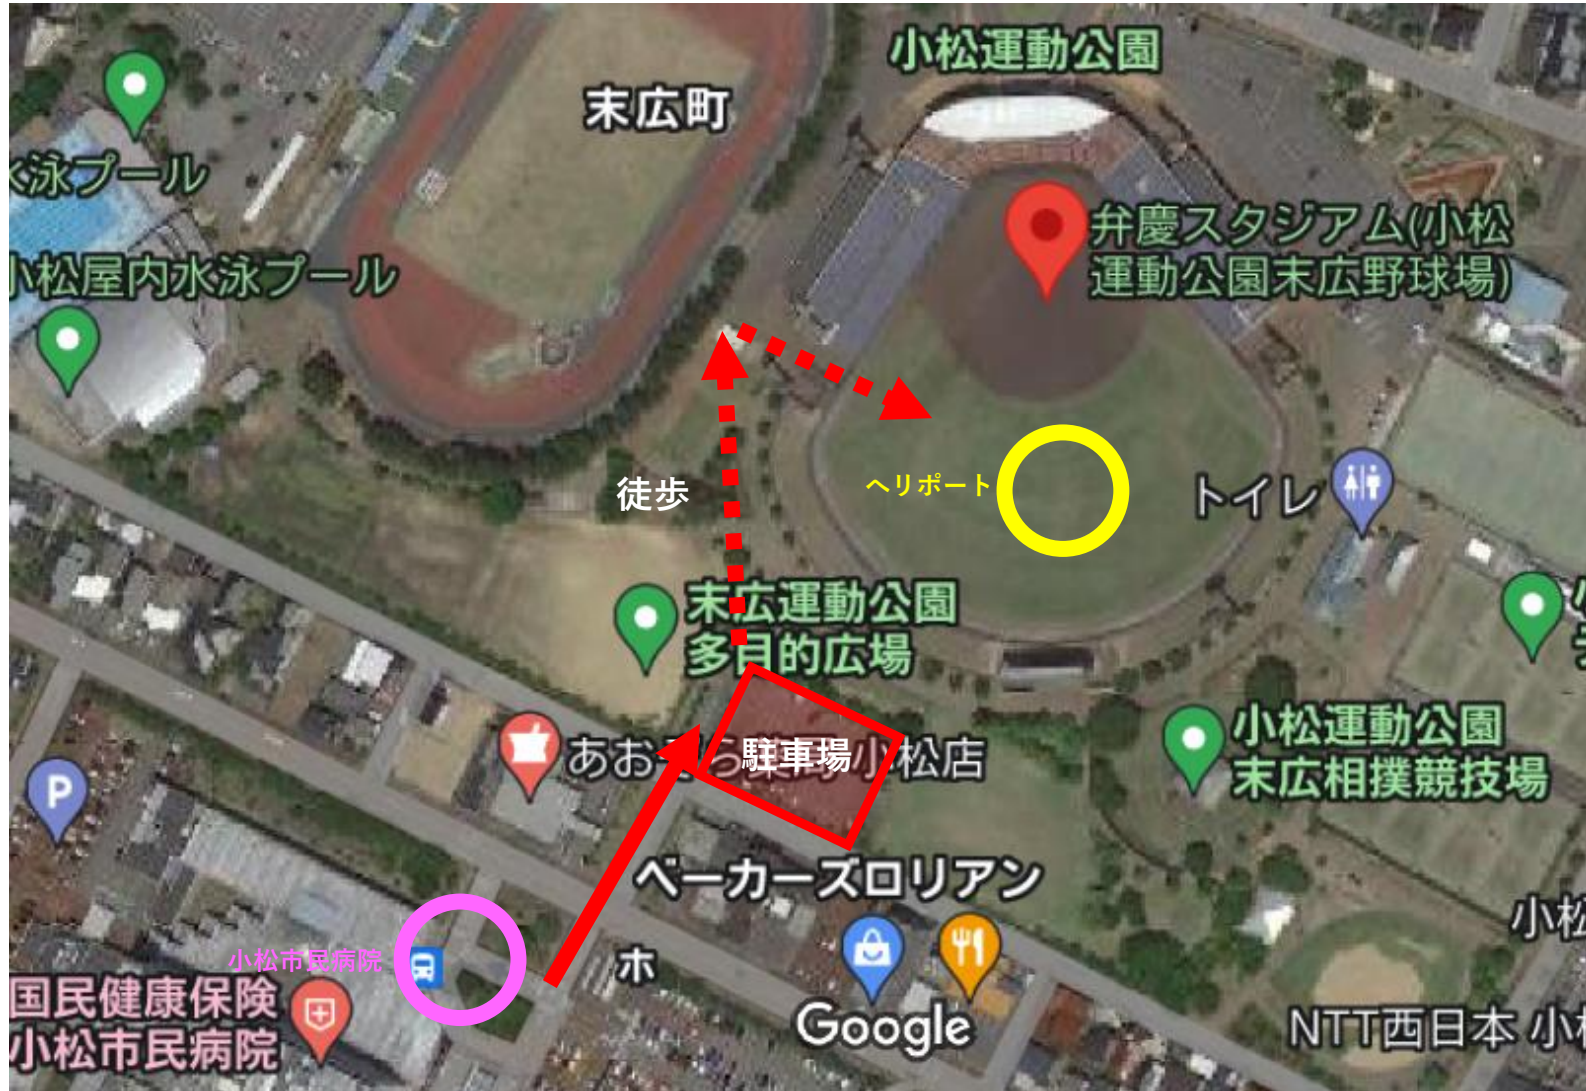 小松運動公園
末広町
水泳プール
弁慶スタジアム(小松
運動公園末広野球場)
小松屋内水泳プール
徒歩
ヘリポート
トイレ
末広運動公園
多目的広場
小松運動公園
末広相撲競技場
駐車場
小松店
P
ベーカーズロリアン
小松
ホ
小松市民病院
国民健康保険
小松市民病院
Google
NTT西日本 小